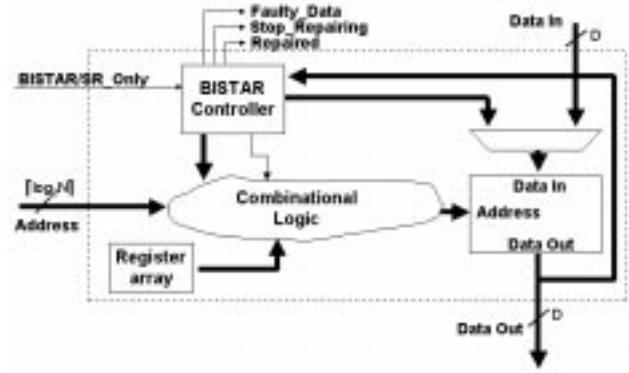 Faulty_Data
Stop_Repairing
Repaired
Data In
D
BISTAR/SR_Only
BISTAR
Controller
⌈log₂N⌉
Address
Combinational
Logic
Data In
Address
Data Out
Register
array
Data Out
D